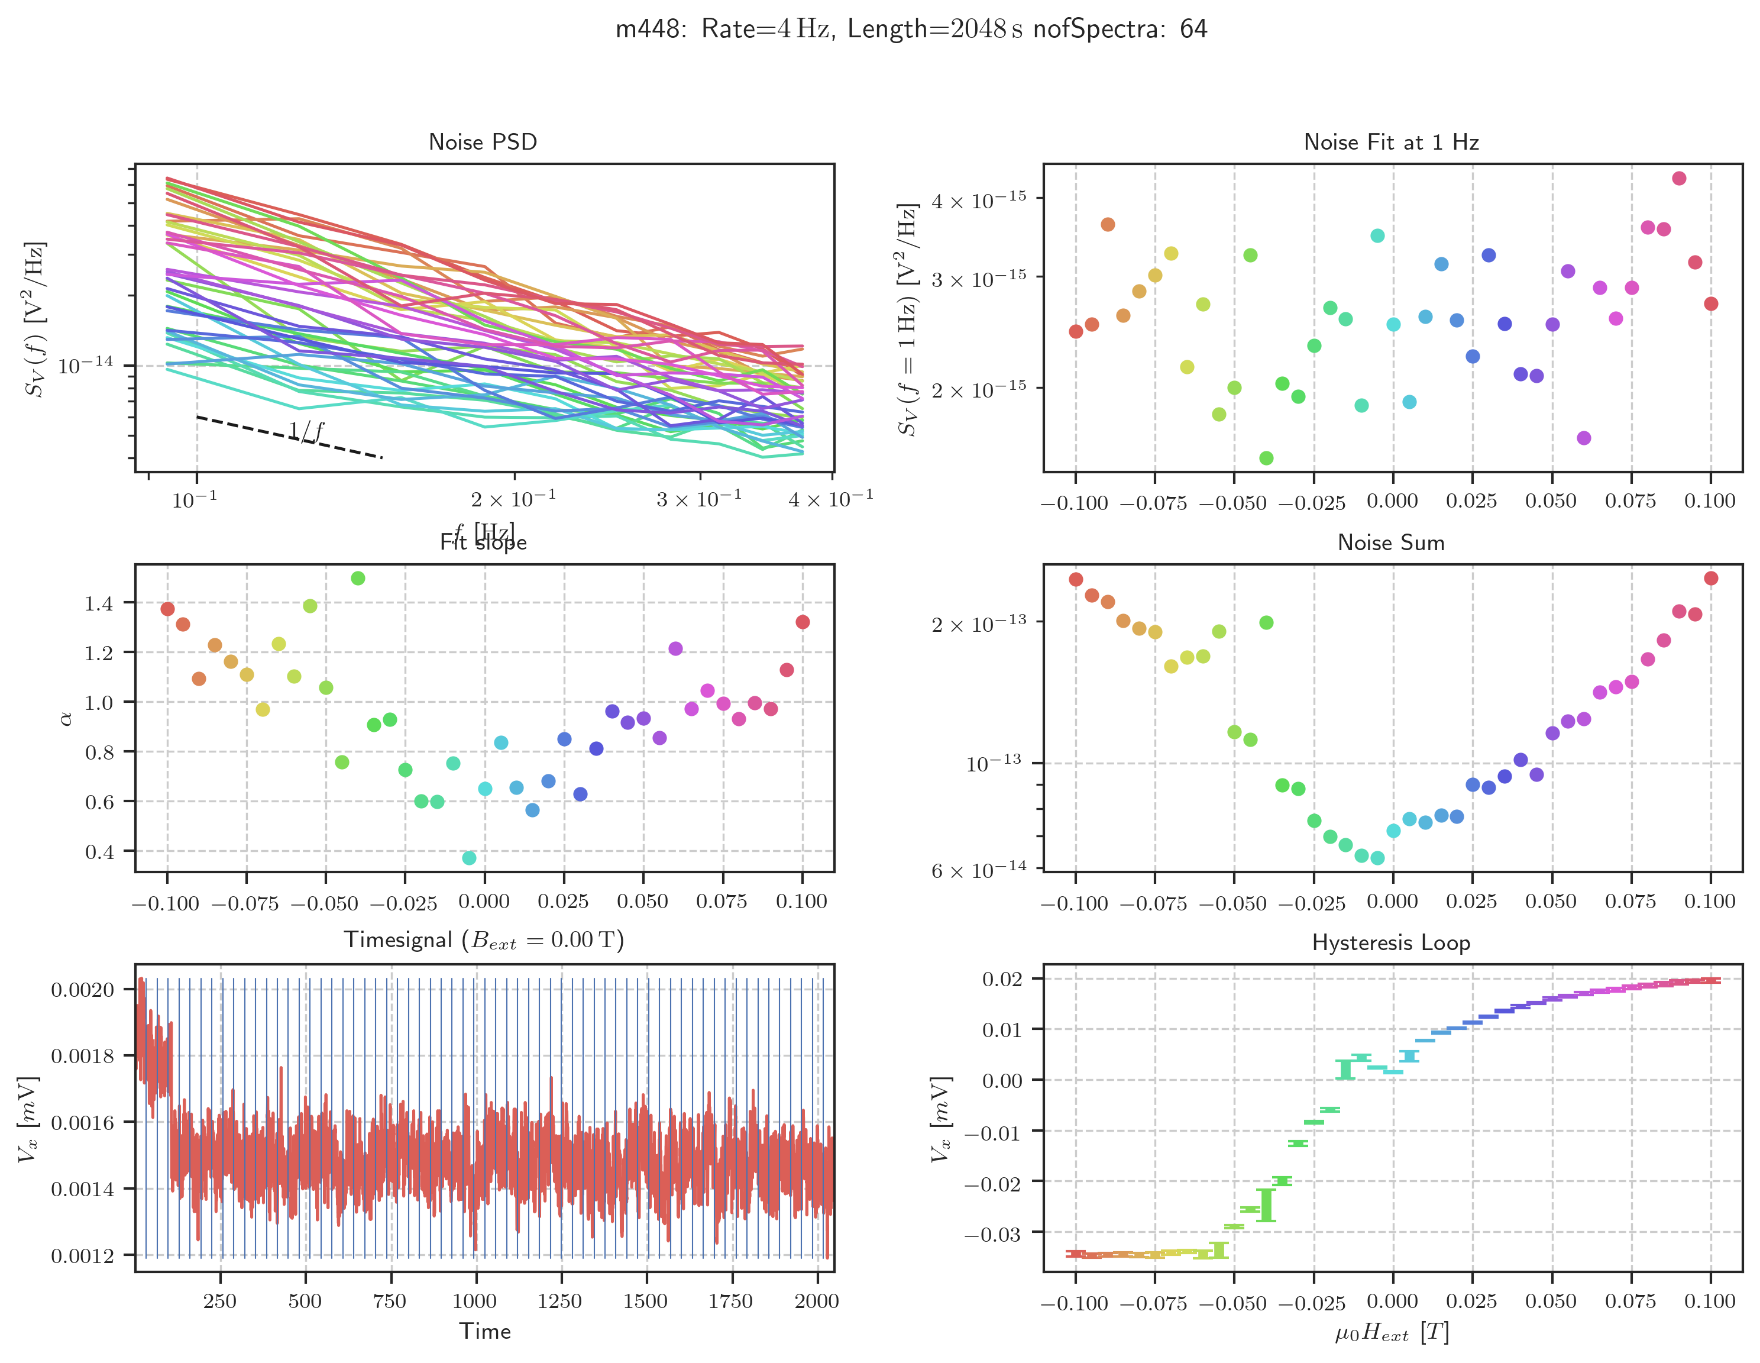 m448: Rate=4 Hz, Length=2048 s nofSpectra: 64
Noise PSD
S_V(f) [V²/Hz]
10⁻¹⁴
1/f
10⁻¹ 2 × 10⁻¹ 3 × 10⁻¹ 4 × 10⁻¹
f [Hz]
Noise Fit at 1 Hz
S_V(f = 1 Hz) [V²/Hz]
4 × 10⁻¹⁵
3 × 10⁻¹⁵
2 × 10⁻¹⁵
−0.100 −0.075 −0.050 −0.025 0.000 0.025 0.050 0.075 0.100
Fit slope
α
1.4
1.2
1.0
0.8
0.6
0.4
−0.100 −0.075 −0.050 −0.025 0.000 0.025 0.050 0.075 0.100
Noise Sum
2 × 10⁻¹³
10⁻¹³
6 × 10⁻¹⁴
−0.100 −0.075 −0.050 −0.025 0.000 0.025 0.050 0.075 0.100
Timesignal (B_ext = 0.00 T)
V_x [mV]
0.0020
0.0018
0.0016
0.0014
0.0012
250 500 750 1000 1250 1500 1750 2000
Time
Hysteresis Loop
V_x [mV]
0.02
0.01
0.00
−0.01
−0.02
−0.03
−0.100 −0.075 −0.050 −0.025 0.000 0.025 0.050 0.075 0.100
μ₀H_ext [T]